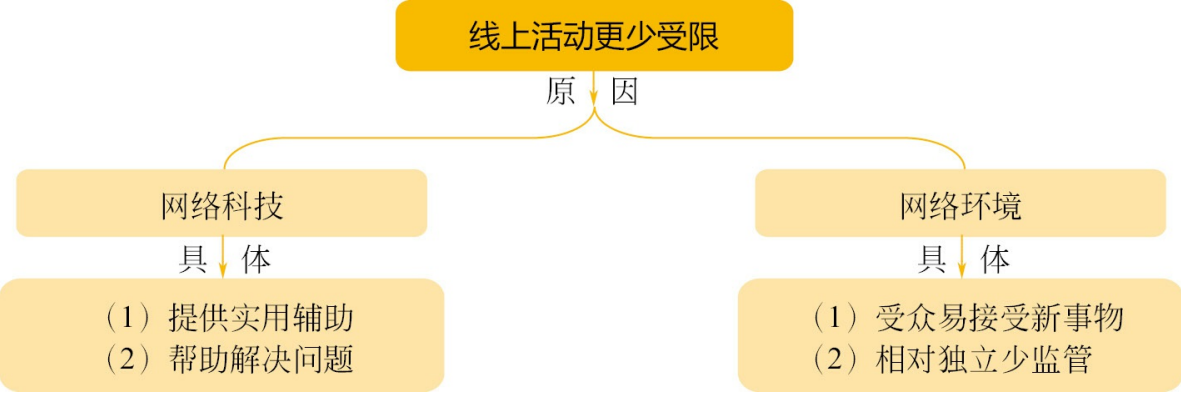 线上活动更少受限
原 因
网络科技
网络环境
具 体
具 体
（1）提供实用辅助
（2）帮助解决问题
（1）受众易接受新事物
（2）相对独立少监管